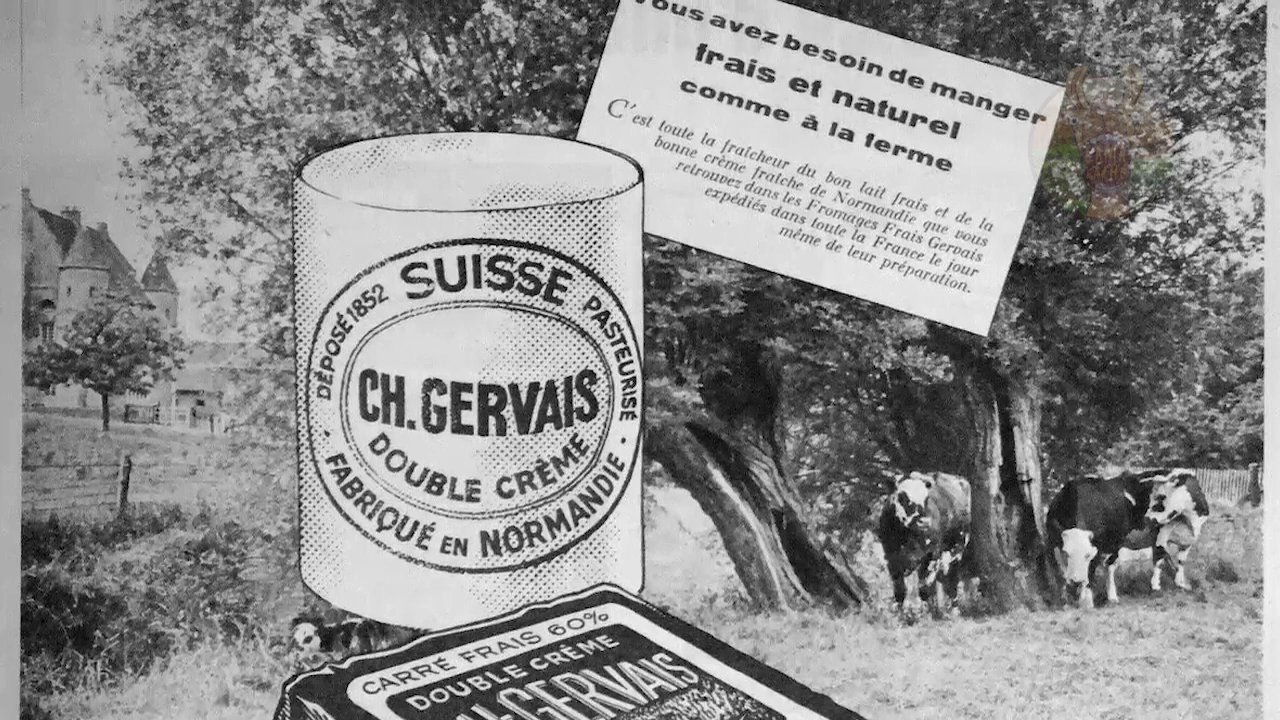 Vous avez besoin de manger
frais et naturel
comme à la ferme
C'est toute la fraîcheur du bon lait frais et de la
bonne crème fraîche de Normandie que vous
retrouvez dans les Fromages Frais Gervais
expédiés dans toute la France le jour
même de leur préparation.
DÉPOSÉ 1852 SUISSE PASTEURISÉ
CH. GERVAIS
DOUBLE CRÈME
· FABRIQUÉ EN NORMANDIE ·
CARRÉ FRAIS 60%
DOUBLE CRÈME
GERVAIS